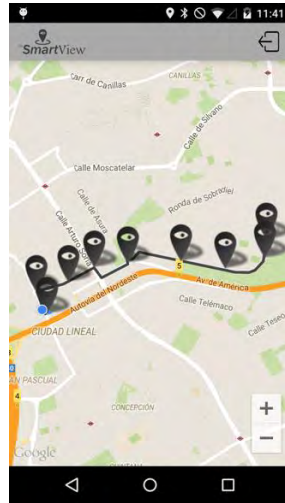 11:41
SmartView
Carr de Canillas
CANILLAS
Calle de Silvano
Calle Moscatelar
Calle de Asura
Ronda de Sobradiel
Calle Arturo Soria
5
Av. de América
Autovía del Nordeste
Calle Telémaco
Calle Teseo
CIUDAD LINEAL
AN PASCUAL
4
CONCEPCIÓN
+
−
Google